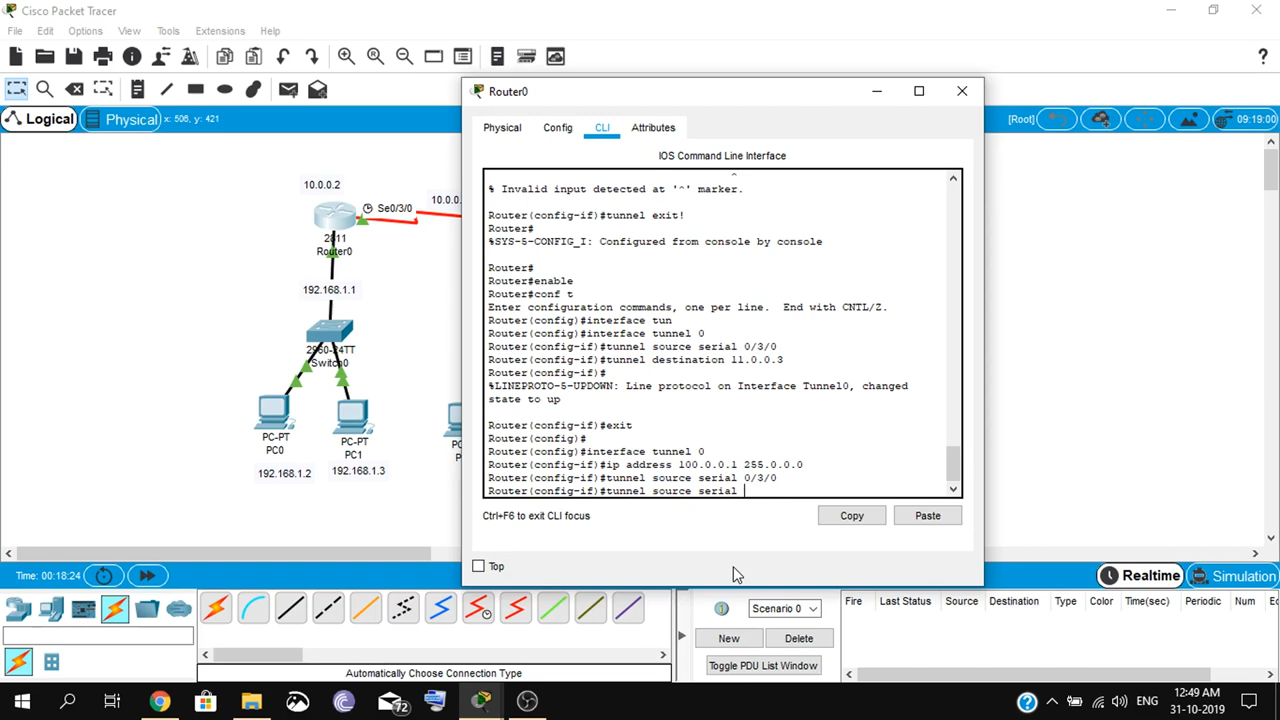 Cisco Packet Tracer
File Edit Options View Tools Extensions Help
Logical Physical x: 506, y: 421
[Root] 09:19:00
10.0.0.2
10.0.0.
Se0/3/0
2811
Router0
192.168.1.1
2950-24TT
Switch0
PC-PT
PC0
PC-PT
PC1
192.168.1.2
192.168.1.3
Router0
Physical Config CLI Attributes
IOS Command Line Interface
^
% Invalid input detected at '^' marker.
Router(config-if)#tunnel exit!
Router#
%SYS-5-CONFIG_I: Configured from console by console
Router#
Router#enable
Router#conf t
Enter configuration commands, one per line. End with CNTL/Z.
Router(config)#interface tun
Router(config)#interface tunnel 0
Router(config-if)#tunnel source serial 0/3/0
Router(config-if)#tunnel destination 11.0.0.3
Router(config-if)#
%LINEPROTO-5-UPDOWN: Line protocol on Interface Tunnel0, changed
state to up
Router(config-if)#exit
Router(config)#
Router(config)#interface tunnel 0
Router(config-if)#ip address 100.0.0.1 255.0.0.0
Router(config-if)#tunnel source serial 0/3/0
Router(config-if)#tunnel source serial
Ctrl+F6 to exit CLI focus
Copy Paste
Top
Time: 00:18:24
Realtime Simulation
Scenario 0
New Delete
Toggle PDU List Window
Fire Last Status Source Destination Type Color Time(sec) Periodic Num
Automatically Choose Connection Type
72
ENG
12:49 AM
31-10-2019